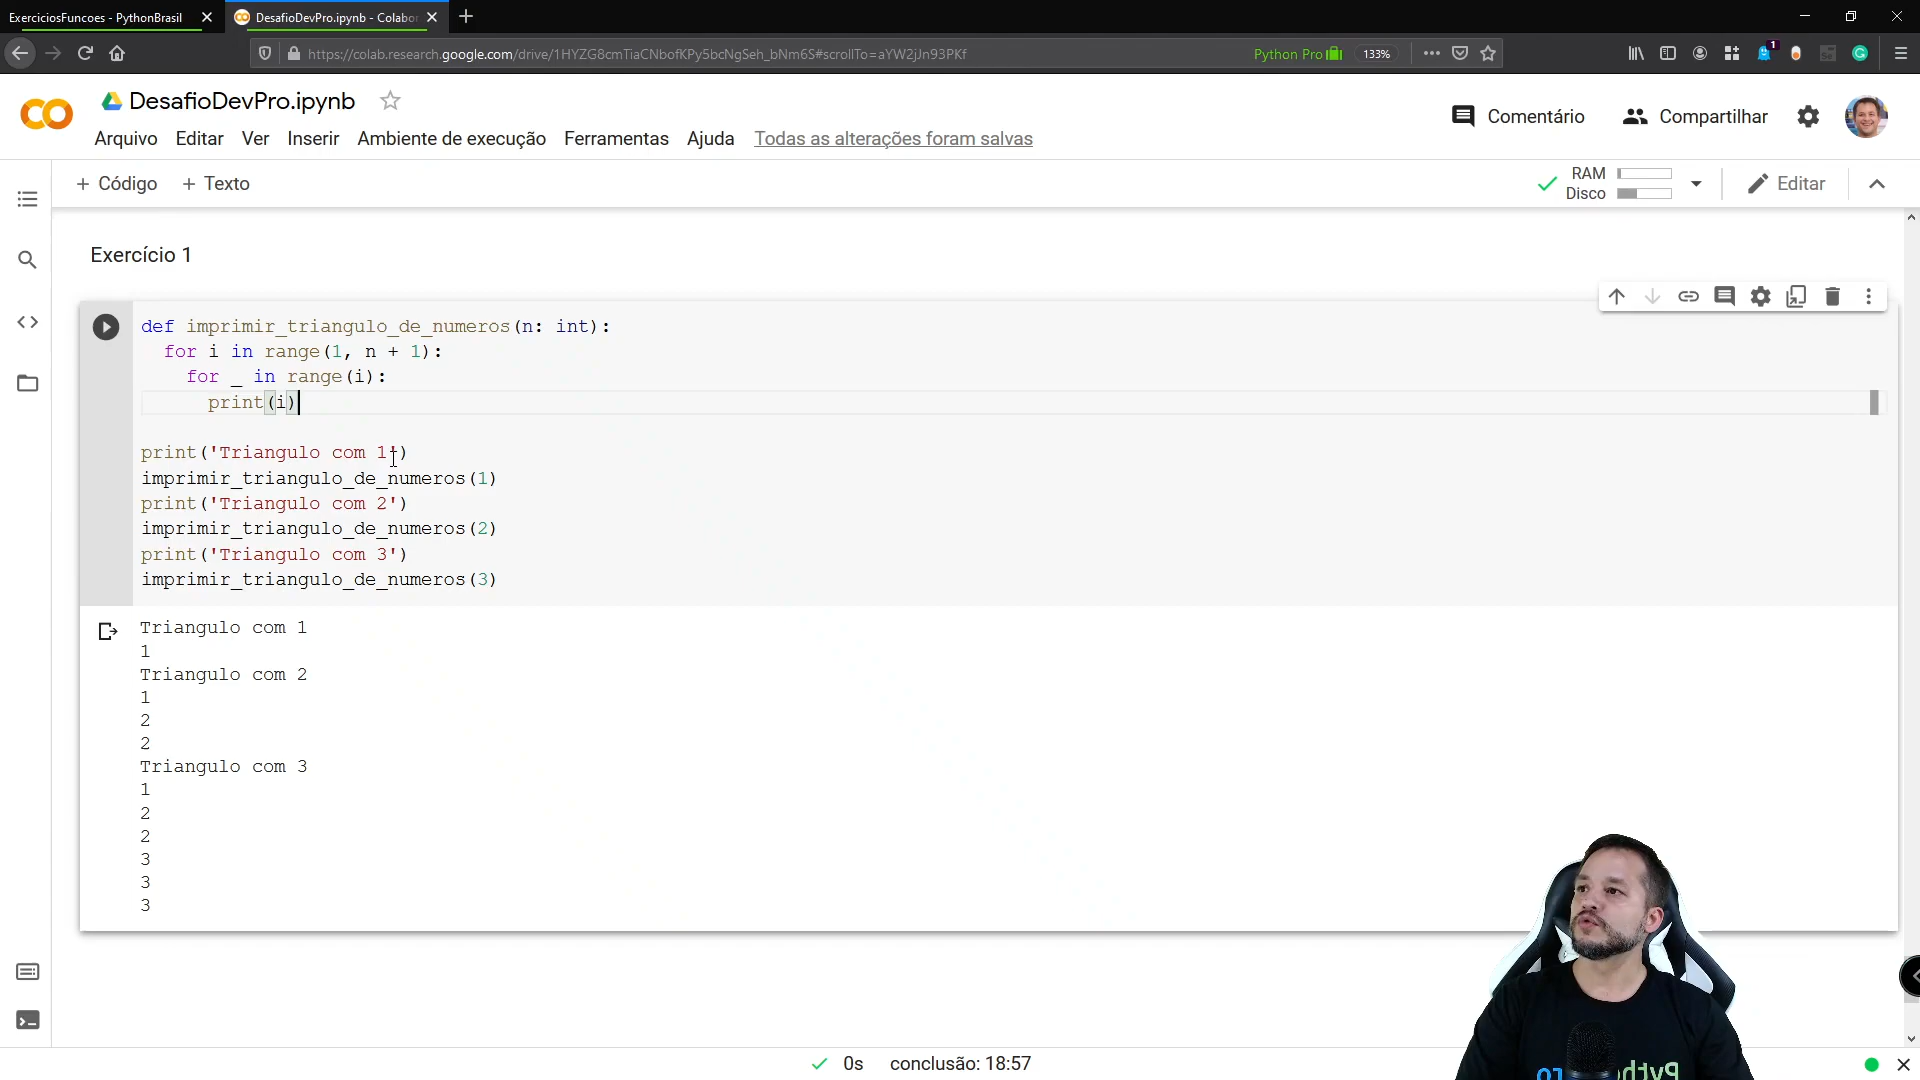 ExerciciosFuncoes - PythonBrasil
DesafioDevPro.ipynb - Colabor
https://colab.research.google.com/drive/1HYZG8cmTiaCNbofKPy5bcNgSeh_bNm6S#scrollTo=aYW2jJn93PKf
Python Pro
133%
1
DesafioDevPro.ipynb
Comentário
Compartilhar
Arquivo Editar Ver Inserir Ambiente de execução Ferramentas Ajuda Todas as alterações foram salvas
+ Código + Texto
RAM
Disco
Editar
Exercício 1
def imprimir_triangulo_de_numeros(n: int):
for i in range(1, n + 1):
for _ in range(i):
print(i)
print('Triangulo com 1')
imprimir_triangulo_de_numeros(1)
print('Triangulo com 2')
imprimir_triangulo_de_numeros(2)
print('Triangulo com 3')
imprimir_triangulo_de_numeros(3)
Triangulo com 1
1
Triangulo com 2
1
2
2
Triangulo com 3
1
2
2
3
3
3
0s conclusão: 18:57